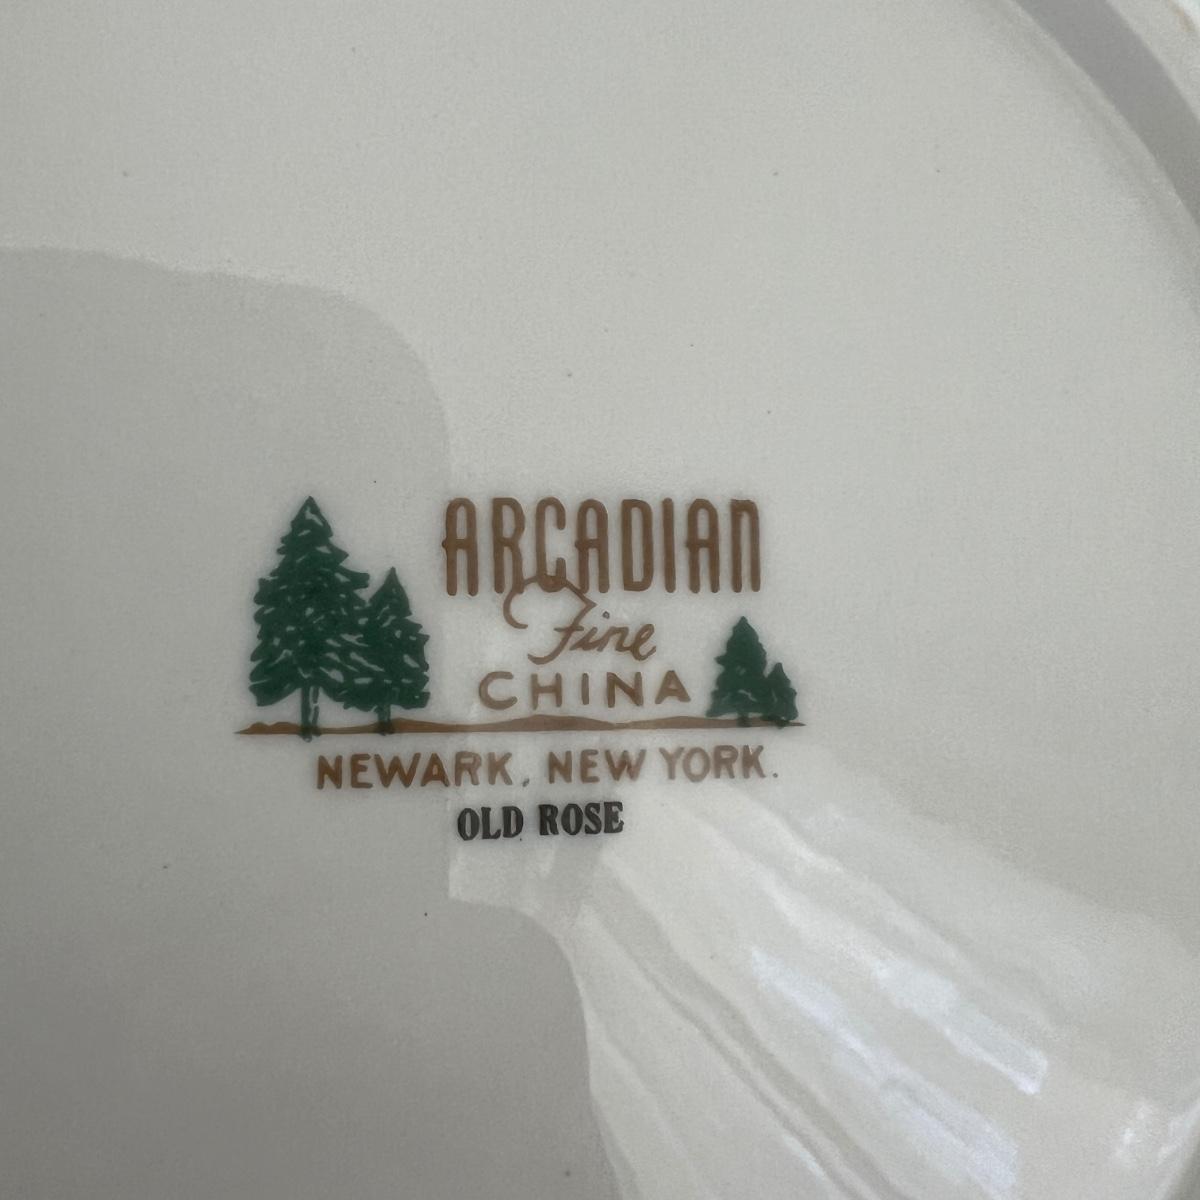 ARCADIAN
Fine
CHINA
NEWARK, NEW YORK.
OLD ROSE